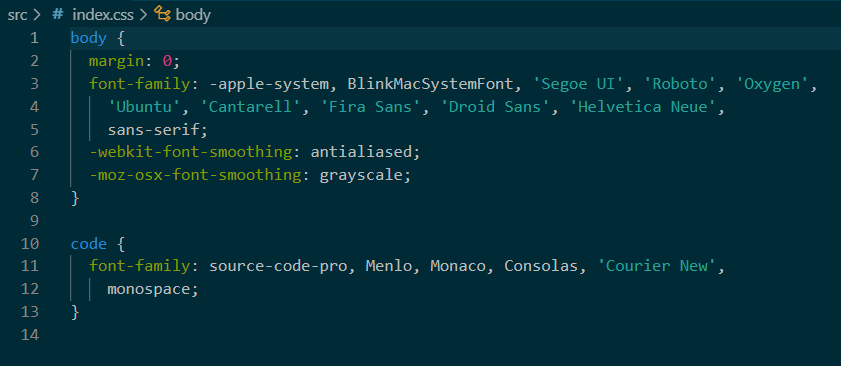 src > # index.css > body
1 body {
2   margin: 0;
3   font-family: -apple-system, BlinkMacSystemFont, 'Segoe UI', 'Roboto', 'Oxygen',
4     'Ubuntu', 'Cantarell', 'Fira Sans', 'Droid Sans', 'Helvetica Neue',
5     sans-serif;
6   -webkit-font-smoothing: antialiased;
7   -moz-osx-font-smoothing: grayscale;
8 }
9
10 code {
11   font-family: source-code-pro, Menlo, Monaco, Consolas, 'Courier New',
12     monospace;
13 }
14